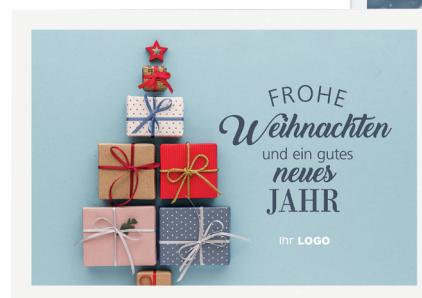 FROHE
Weihnachten
und ein gutes
neues
JAHR
Ihr LOGO